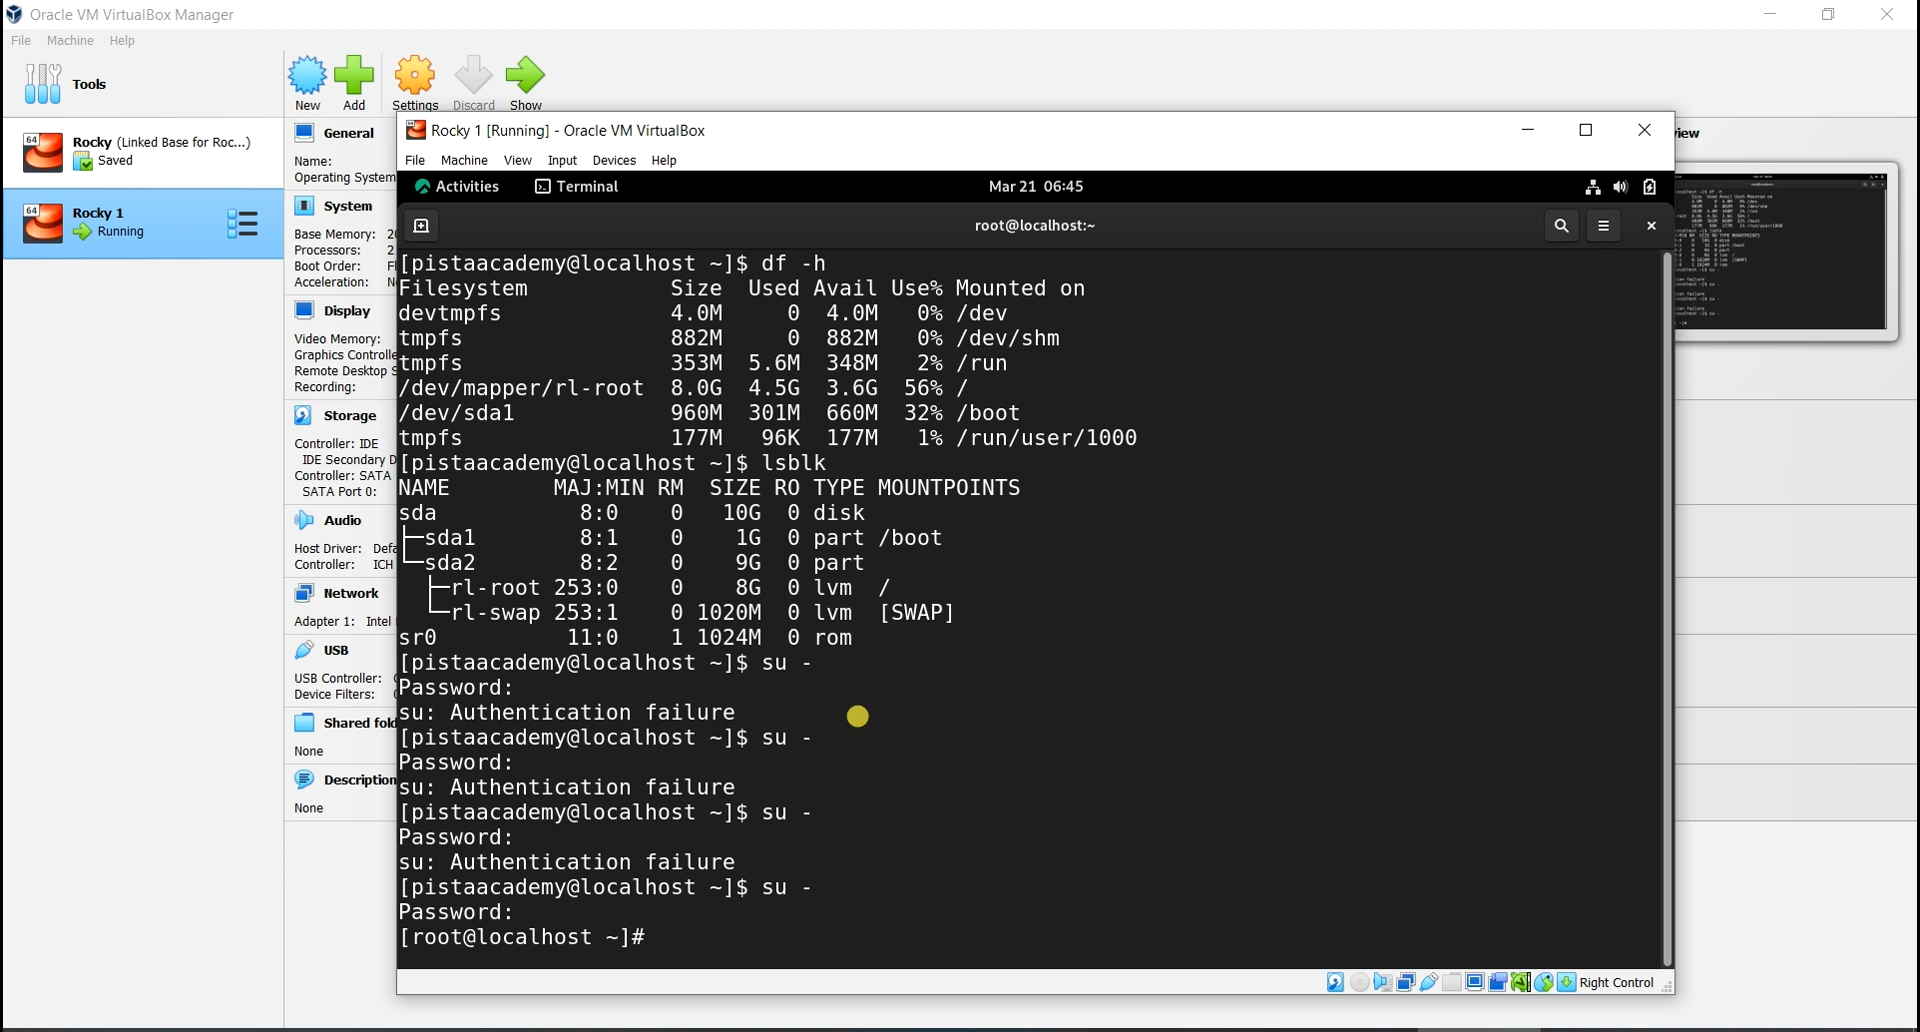 Oracle VM VirtualBox Manager
File Machine Help
Tools
New Add Settings Discard Show
64 Rocky (Linked Base for Roc...)
Saved
64 Rocky 1
Running
General
Name:
Operating System
System
Base Memory: 20
Processors: 2
Boot Order: Fl
Acceleration: N
Display
Video Memory:
Graphics Controlle
Remote Desktop S
Recording:
Storage
Controller: IDE
IDE Secondary D
Controller: SATA
SATA Port 0:
Audio
Host Driver: Defa
Controller: ICH
Network
Adapter 1: Intel
USB
USB Controller:
Device Filters:
Shared fold
None
Description
None
iew
Rocky 1 [Running] - Oracle VM VirtualBox
File Machine View Input Devices Help
Activities Terminal Mar 21 06:45
root@localhost:~
[pistaacademy@localhost ~]$ df -h
Filesystem Size Used Avail Use% Mounted on
devtmpfs 4.0M 0 4.0M 0% /dev
tmpfs 882M 0 882M 0% /dev/shm
tmpfs 353M 5.6M 348M 2% /run
/dev/mapper/rl-root 8.0G 4.5G 3.6G 56% /
/dev/sda1 960M 301M 660M 32% /boot
tmpfs 177M 96K 177M 1% /run/user/1000
[pistaacademy@localhost ~]$ lsblk
NAME MAJ:MIN RM SIZE RO TYPE MOUNTPOINTS
sda 8:0 0 10G 0 disk
├─sda1 8:1 0 1G 0 part /boot
└─sda2 8:2 0 9G 0 part
├─rl-root 253:0 0 8G 0 lvm /
└─rl-swap 253:1 0 1020M 0 lvm [SWAP]
sr0 11:0 1 1024M 0 rom
[pistaacademy@localhost ~]$ su -
Password:
su: Authentication failure
[pistaacademy@localhost ~]$ su -
Password:
su: Authentication failure
[pistaacademy@localhost ~]$ su -
Password:
su: Authentication failure
[pistaacademy@localhost ~]$ su -
Password:
[root@localhost ~]#
Right Control